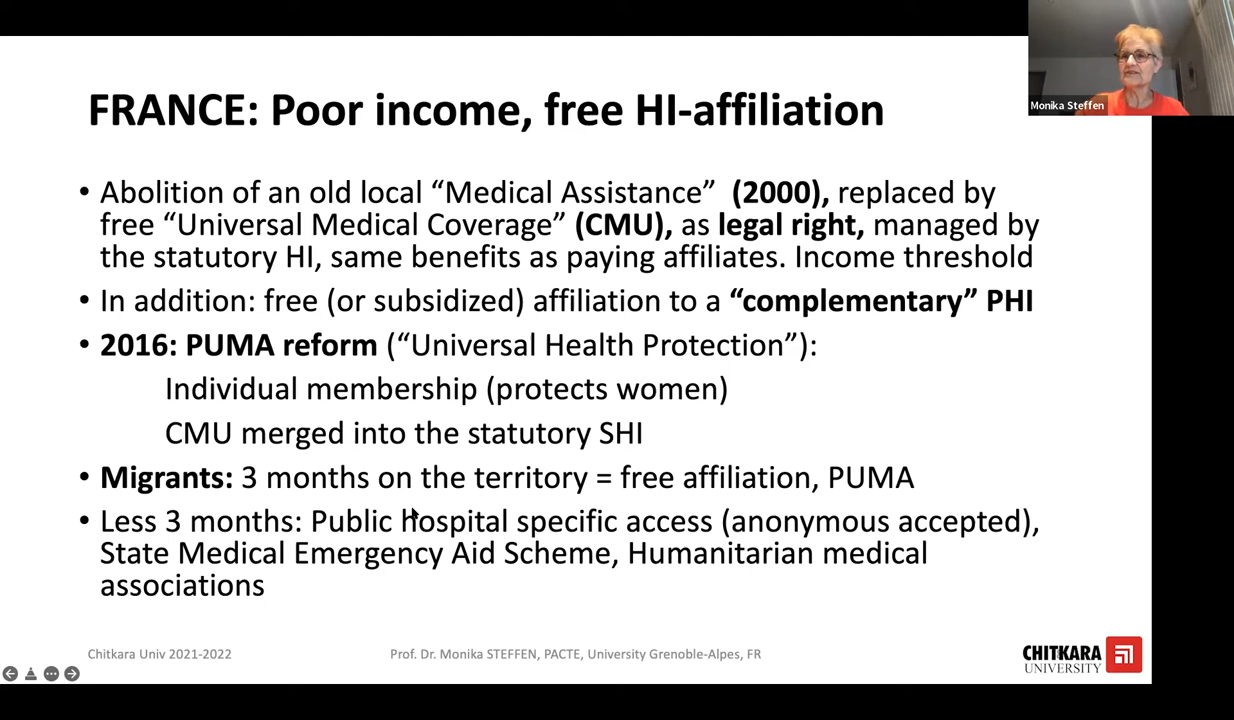 Monika Steffen
FRANCE: Poor income, free HI-affiliation
• Abolition of an old local “Medical Assistance” (2000), replaced by
free “Universal Medical Coverage” (CMU), as legal right, managed by
the statutory HI, same benefits as paying affiliates. Income threshold
• In addition: free (or subsidized) affiliation to a “complementary” PHI
• 2016: PUMA reform (“Universal Health Protection”):
Individual membership (protects women)
CMU merged into the statutory SHI
• Migrants: 3 months on the territory = free affiliation, PUMA
• Less 3 months: Public hospital specific access (anonymous accepted),
State Medical Emergency Aid Scheme, Humanitarian medical
associations
Chitkara Univ 2021-2022
Prof. Dr. Monika STEFFEN, PACTE, University Grenoble-Alpes, FR
CHITKARA
UNIVERSITY